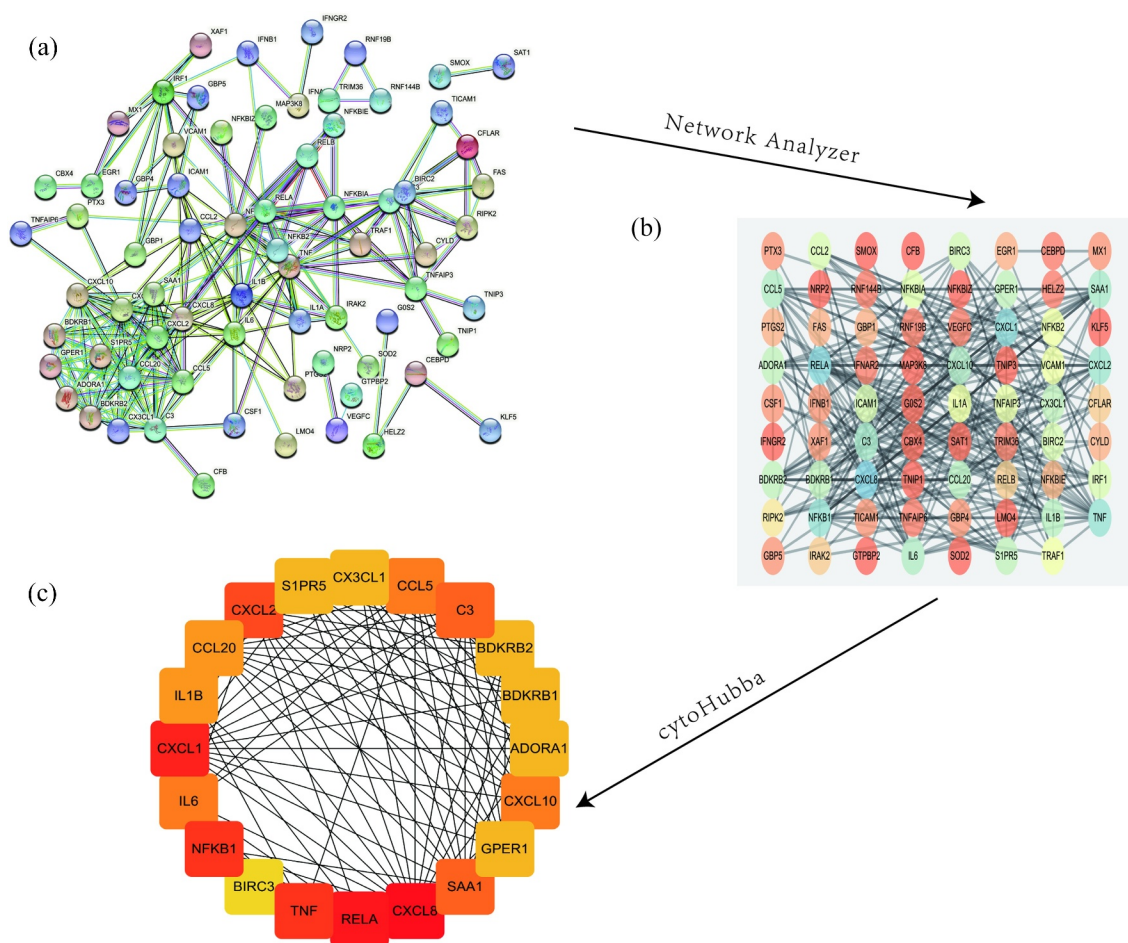 (a)
XAF1
IFNB1
IFNGR2
RNF19B
IRF1
GBP5
SMOX
SAT1
MAP3K8
IFNA
TRIM36
RNF144B
TICAM1
MX1
VCAM1
NFKBIZ
NFKBIE
CFLAR
RELB
CBX4
EGR1
GBP4
ICAM1
BIRC2
3
FAS
PTX3
RELA
NFKBIA
TNFAIP6
CCL2
NF
TRAF1
RIPK2
GBP1
NFKB2
CYLD
TNF
CXCL10
SAA1
IL1B
TNFAIP3
CX
CXCL8
TNIP3
CXCL2
IL6
IL1A
IRAK2
G0S2
BDKRB1
S1PR5
TNIP1
GPER1
CCL20
CCL5
NRP2
SOD2
CEBPD
ADORA1
PTGS2
GTPBP2
BDKRB2
CX3CL1
C3
CSF1
VEGFC
KLF5
LMO4
HELZ2
CFB
Network Analyzer
(b)
PTX3 CCL2 SMOX CFB BIRC3 EGR1 CEBPD MX1
CCL5 NRP2 RNF144B NFKBIA NFKBIZ GPER1 HELZ2 SAA1
PTGS2 FAS GBP1 RNF19B VEGFC CXCL1 NFKB2 KLF5
ADORA1 RELA IFNAR2 MAP3K8 CXCL10 TNIP3 VCAM1 CXCL2
CSF1 IFNB1 ICAM1 G0S2 IL1A TNFAIP3 CX3CL1 CFLAR
IFNGR2 XAF1 C3 CBX4 SAT1 TRIM36 BIRC2 CYLD
BDKRB2 BDKRB1 CXCL8 TNIP1 CCL20 RELB NFKBIE IRF1
RIPK2 NFKB1 TICAM1 TNFAIP6 GBP4 LMO4 IL1B TNF
GBP5 IRAK2 GTPBP2 IL6 SOD2 S1PR5 TRAF1
cytoHubba
(c)
S1PR5 CX3CL1 CCL5
CXCL2 C3
CCL20 BDKRB2
IL1B BDKRB1
CXCL1 ADORA1
IL6 CXCL10
NFKB1 GPER1
BIRC3 SAA1
TNF RELA CXCL8